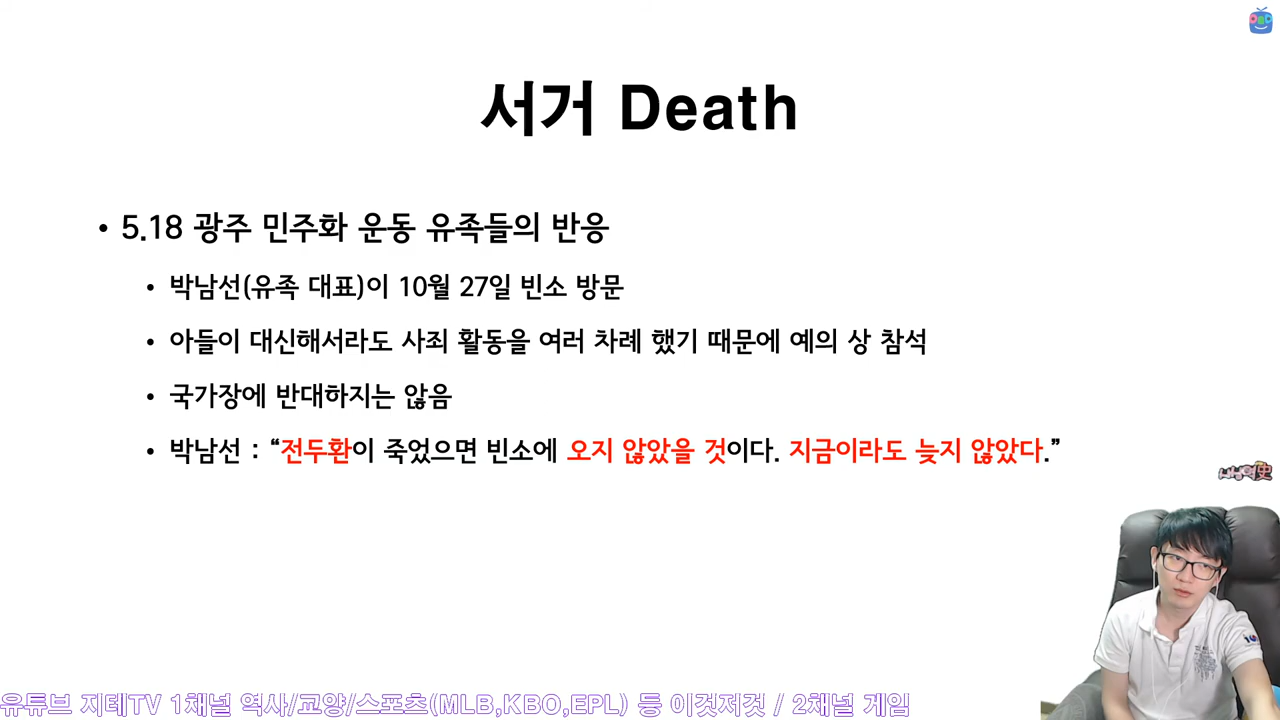 서거 Death
• 5.18 광주 민주화 운동 유족들의 반응
• 박남선(유족 대표)이 10월 27일 빈소 방문
• 아들이 대신해서라도 사죄 활동을 여러 차례 했기 때문에 예의 상 참석
• 국가장에 반대하지는 않음
• 박남선 : “전두환이 죽었으면 빈소에 오지 않았을 것이다. 지금이라도 늦지 않았다.”
유튜브 지테TV 1채널 역사/교양/스포츠(MLB,KBO,EPL) 등 이것저것 / 2채널 게임